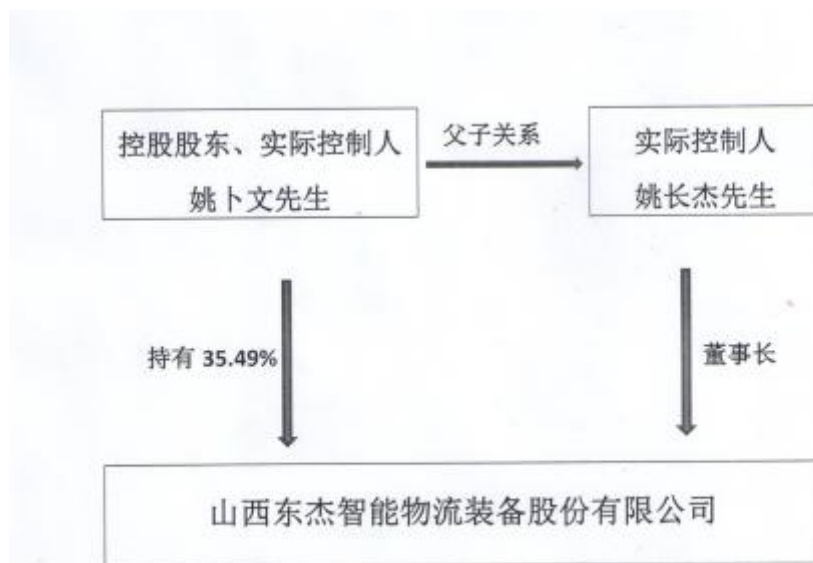 控股股东、实际控制人
姚卜文先生
父子关系
实际控制人
姚长杰先生
持有 35.49%
董事长
山西东杰智能物流装备股份有限公司